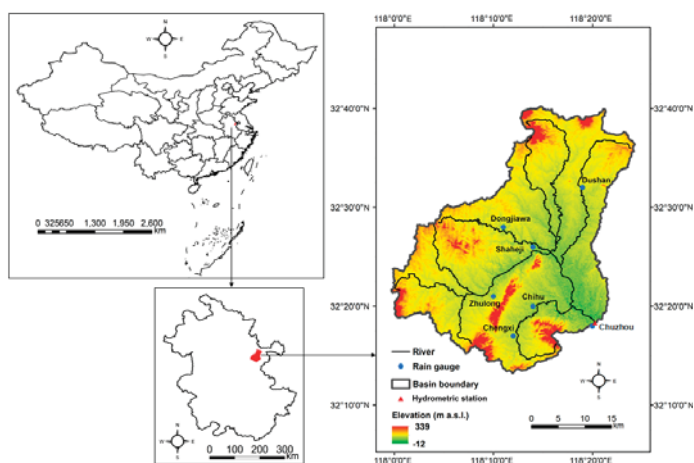 N
W E
S
0 325650 1,300 1,950 2,600
km
N
W E
S
0 100 200 300
km
118°0'0"E 118°10'0"E 118°20'0"E
32°40'0"N 32°40'0"N
32°30'0"N 32°30'0"N
32°20'0"N 32°20'0"N
32°10'0"N 32°10'0"N
Dushan
Dongjiawa
Shaheji
Zhulong Chihu
Chengxi Chuzhou
River
Rain gauge
Basin boundary
Hydrometric station
Elevation (m a.s.l.)
339
-12
N
W E
S
0 5 10 15
km
118°0'0"E 118°10'0"E 118°20'0"E